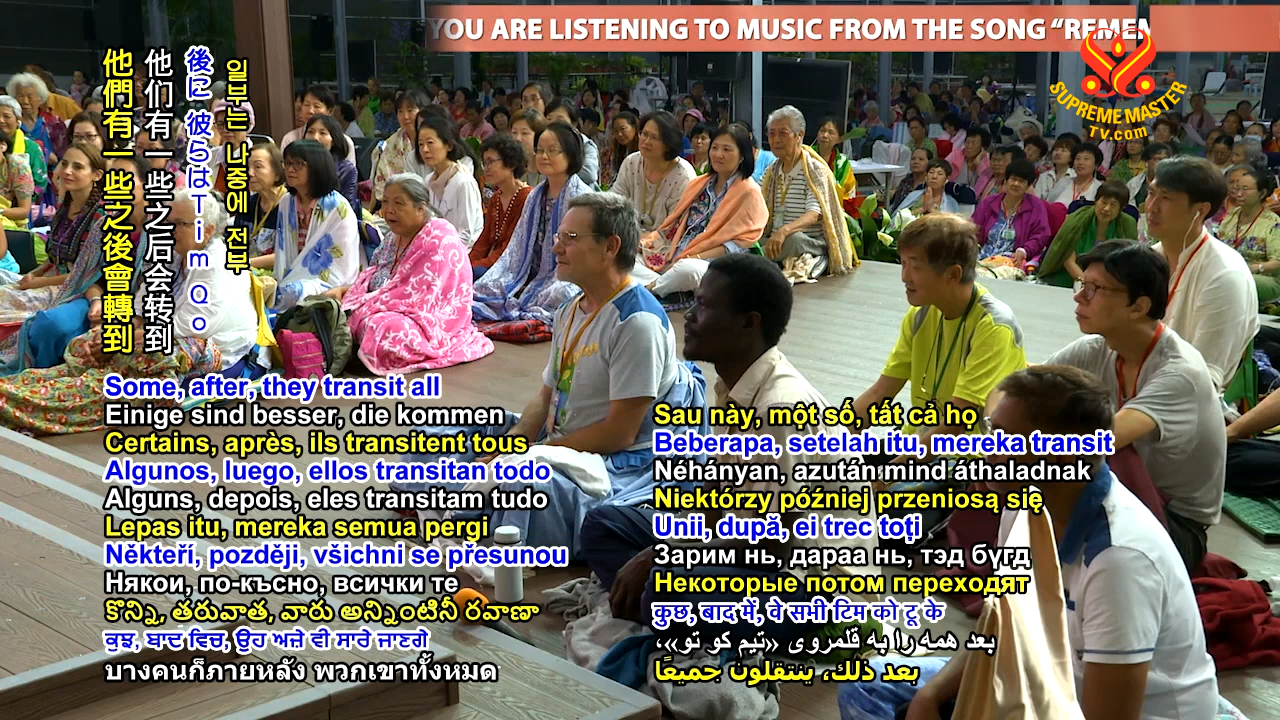 YOU ARE LISTENING TO MUSIC FROM THE SONG “REMEM
SUPREME MASTER
TV.com
他們有一些之後會轉到
他们有一些之后会转到
後に 彼らはTim Qo
일부는 나중에 전부
Some, after, they transit all
Einige sind besser, die kommen
Certains, après, ils transitent tous
Algunos, luego, ellos transitan todo
Alguns, depois, eles transitam tudo
Lepas itu, mereka semua pergi
Někteří, později, všichni se přesunou
Някои, по-късно, всички те
కొన్ని, తరువాత, వారు అన్నింటినీ రవాణా
ਕੁਝ, ਬਾਦ ਵਿਚ, ਉਹ ਅਜੇ ਵੀ ਸਾਰੇ ਜਾਣਗੇ
บางคนก็ภายหลัง พวกเขาทั้งหมด
Sau này, một số, tất cả họ
Beberapa, setelah itu, mereka transit
Néhányan, azután mind áthaladnak
Niektórzy później przeniosą się
Unii, după, ei trec toți
Зарим нь, дараа нь, тэд бүгд
Некоторые потом переходят
कुछ, बाद में, वे सभी टिम को टू के
بعد همه را به قلمروی «تیم کو تو»،
بعد ذلك، ينتقلون جميعًا